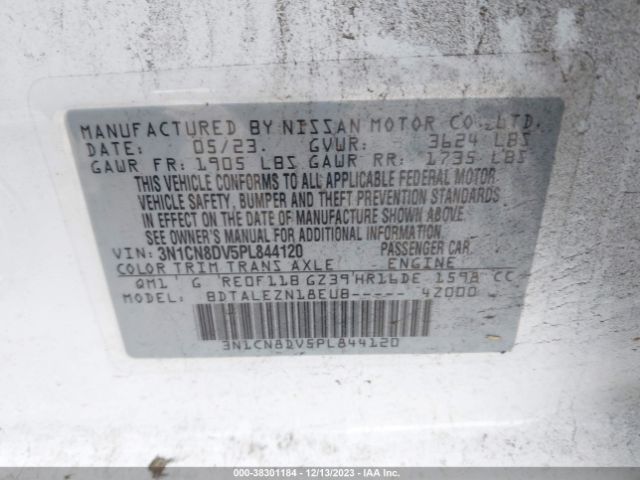 MANUFACTURED BY NISSAN MOTOR CO.,LTD.
DATE: 05/23. GVWR: 3624 LBS
GAWR FR: 1905 LBS GAWR RR: 1735 LBS
THIS VEHICLE CONFORMS TO ALL APPLICABLE FEDERAL MOTOR
VEHICLE SAFETY, BUMPER AND THEFT PREVENTION STANDARDS
IN EFFECT ON THE DATE OF MANUFACTURE SHOWN ABOVE.
SEE OWNER'S MANUAL FOR ADDITIONAL INFORMATION.
VIN: 3N1CN8DV5PL844120 PASSENGER CAR
COLOR TRIM TRANS AXLE ENGINE
QM1 G RE0F11B GZ39 HR16DE 1598 CC
MODEL: BDTALEZN18EUB----- 42000
3N1CN8DV5PL844120
000-38301184 | 12/13/2023 | IAA Inc.